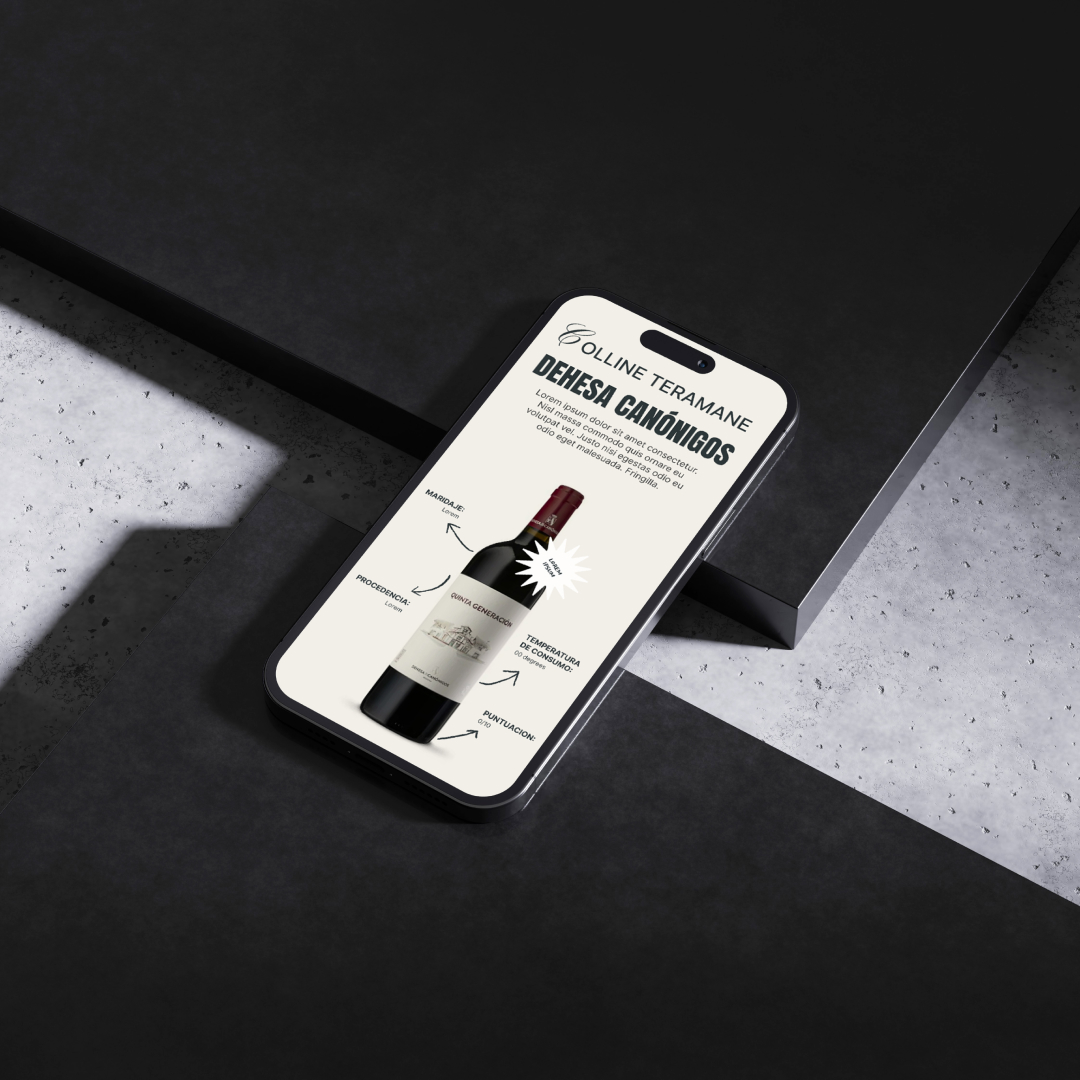 COLLINE TERAMANE
DEHESA CANÓNIGOS
Lorem ipsum dolor sit amet consectetur.
Nisl massa commodo quis ornare eu
volutpat vel. Justo nisi egestas odio eu
odio eget malesuada. Fringilla.
MARIDAJE:
Lorem
LOREM
IPSUM
PROCEDENCIA:
Lorem
QUINTA GENERACIÓN
TEMPERATURA
DE CONSUMO:
00 degrees
PUNTUACION:
0/10